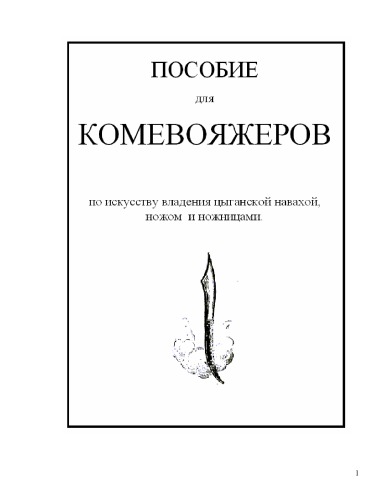 ПОСОБИЕ
для
КОМЕВОЯЖЕРОВ
по искусству владения цыганской навахой,
ножом и ножницами.
1